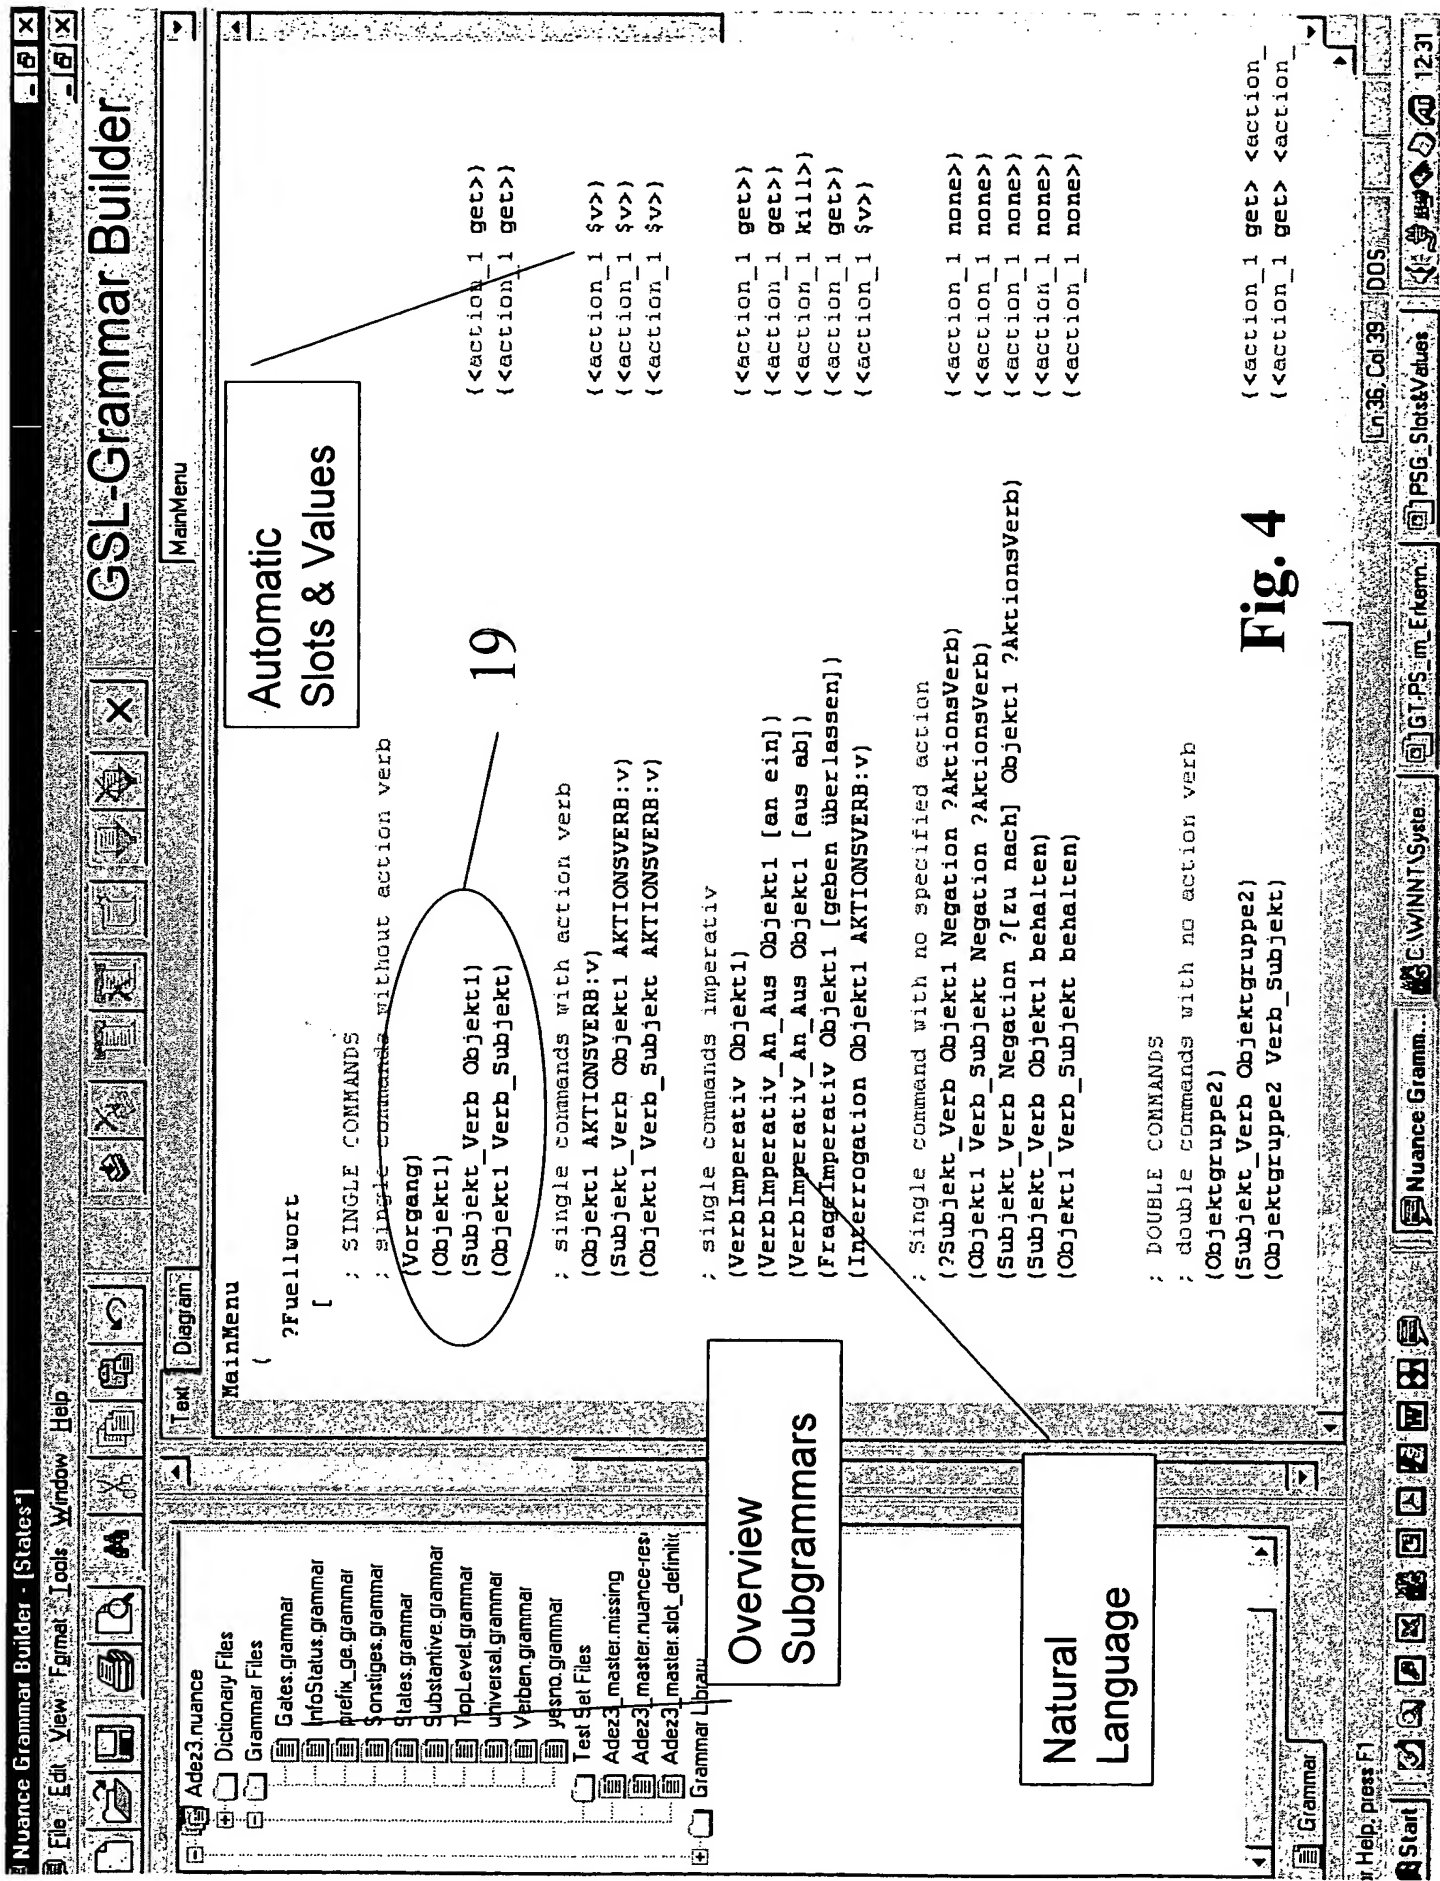 Nuance Grammar Builder - [States*]
File Edit View Format Tools Window Help
GSL-Grammar Builder
Adez3.nuance
Dictionary Files
Grammar Files
Gates.grammar
InfoStatus.grammar
prefix_ge.grammar
Sonstiges.grammar
States.grammar
Substantive.grammar
TopLevel.grammar
universal.grammar
Verben.grammar
yesno.grammar
Test Set Files
Adez3_master.missing
Adez3_master.nuance-res
Adez3_master.slot_definitic
Grammar Library
Grammar
Overview
Subgrammars
Natural
Language
Automatic
Slots & Values
19
Text Diagram MainMenu
MainMenu
(
?Fuellwort
[
; SINGLE COMMANDS
; single commands without action verb
(Vorgang) {<action_1 get>}
(Objekt1) {<action_1 get>}
(Subjekt_Verb Objekt1)
(Objekt1 Verb_Subjekt)
; single commands with action verb
(Objekt1 AKTIONSVERB:v) {<action_1 $v>}
(Subjekt_Verb Objekt1 AKTIONSVERB:v) {<action_1 $v>}
(Objekt1 Verb_Subjekt AKTIONSVERB:v) {<action_1 $v>}
; single commands imperativ
(VerbImperativ Objekt1) {<action_1 get>}
(VerbImperativ_An_Aus Objekt1 [an ein]) {<action_1 get>}
(VerbImperativ_An_Aus Objekt1 [aus ab]) {<action_1 kill>}
(FrageImperativ Objekt1 [geben überlassen]) {<action_1 get>}
(Interrogation Objekt1 AKTIONSVERB:v) {<action_1 $v>}
; Single command with no specified action
(?Subjekt_Verb Objekt1 Negation ?AktionsVerb) {<action_1 none>}
(Objekt1 Verb_Subjekt Negation ?AktionsVerb) {<action_1 none>}
(Subjekt_Verb Negation ?[zu nach] Objekt1 ?AktionsVerb) {<action_1 none>}
(Subjekt_Verb Objekt1 behalten) {<action_1 none>}
(Objekt1 Verb_Subjekt behalten) {<action_1 none>}
; DOUBLE COMMANDS
; double commands with no action verb
(Objektgruppe2)
(Subjekt_Verb Objektgruppe2) {<action_1 get> <action_
(Objektgruppe2 Verb_Subjekt) {<action_1 get> <action_
Fig. 4
or Help, press F1 Ln 36, Col 39 DOS
Start Nuance Gramm... C:\WINNT\Syste... GT-PS_im_Erkenn... PSG_Slots&Values 12:31